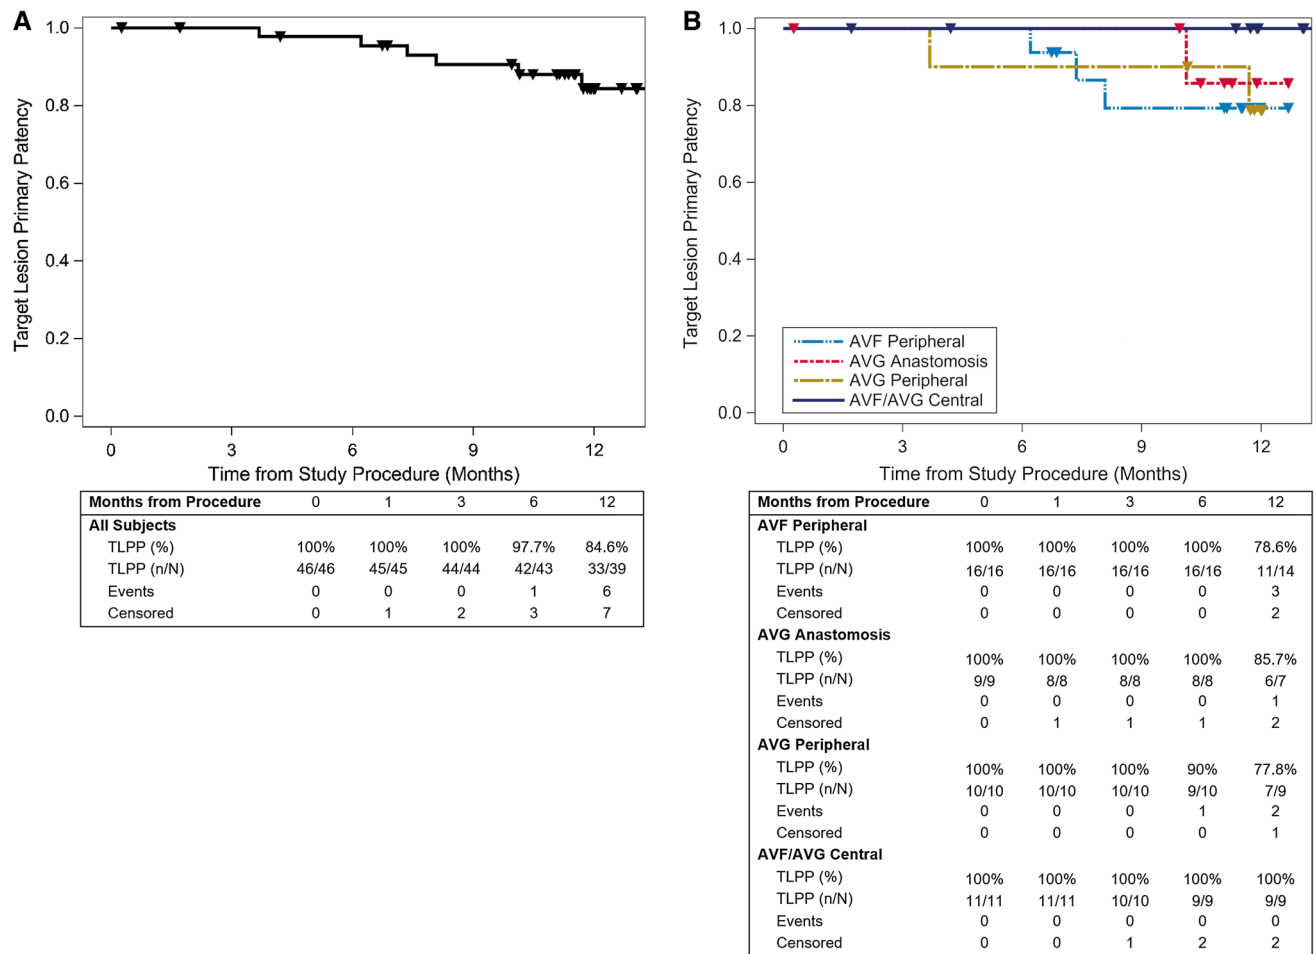 A
Target Lesion Primary Patency
1.0
0.8
0.6
0.4
0.2
0.0
0 3 6 9 12
Time from Study Procedure (Months)
Months from Procedure 0 1 3 6 12
All Subjects
TLPP (%) 100% 100% 100% 97.7% 84.6%
TLPP (n/N) 46/46 45/45 44/44 42/43 33/39
Events 0 0 0 1 6
Censored 0 1 2 3 7
B
Target Lesion Primary Patency
1.0
0.8
0.6
0.4
0.2
0.0
AVF Peripheral
AVG Anastomosis
AVG Peripheral
AVF/AVG Central
0 3 6 9 12
Time from Study Procedure (Months)
Months from Procedure 0 1 3 6 12
AVF Peripheral
TLPP (%) 100% 100% 100% 100% 78.6%
TLPP (n/N) 16/16 16/16 16/16 16/16 11/14
Events 0 0 0 0 3
Censored 0 0 0 0 2
AVG Anastomosis
TLPP (%) 100% 100% 100% 100% 85.7%
TLPP (n/N) 9/9 8/8 8/8 8/8 6/7
Events 0 0 0 0 1
Censored 0 1 1 1 2
AVG Peripheral
TLPP (%) 100% 100% 100% 90% 77.8%
TLPP (n/N) 10/10 10/10 10/10 9/10 7/9
Events 0 0 0 1 2
Censored 0 0 0 0 1
AVF/AVG Central
TLPP (%) 100% 100% 100% 100% 100%
TLPP (n/N) 11/11 11/11 10/10 9/9 9/9
Events 0 0 0 0 0
Censored 0 0 1 2 2